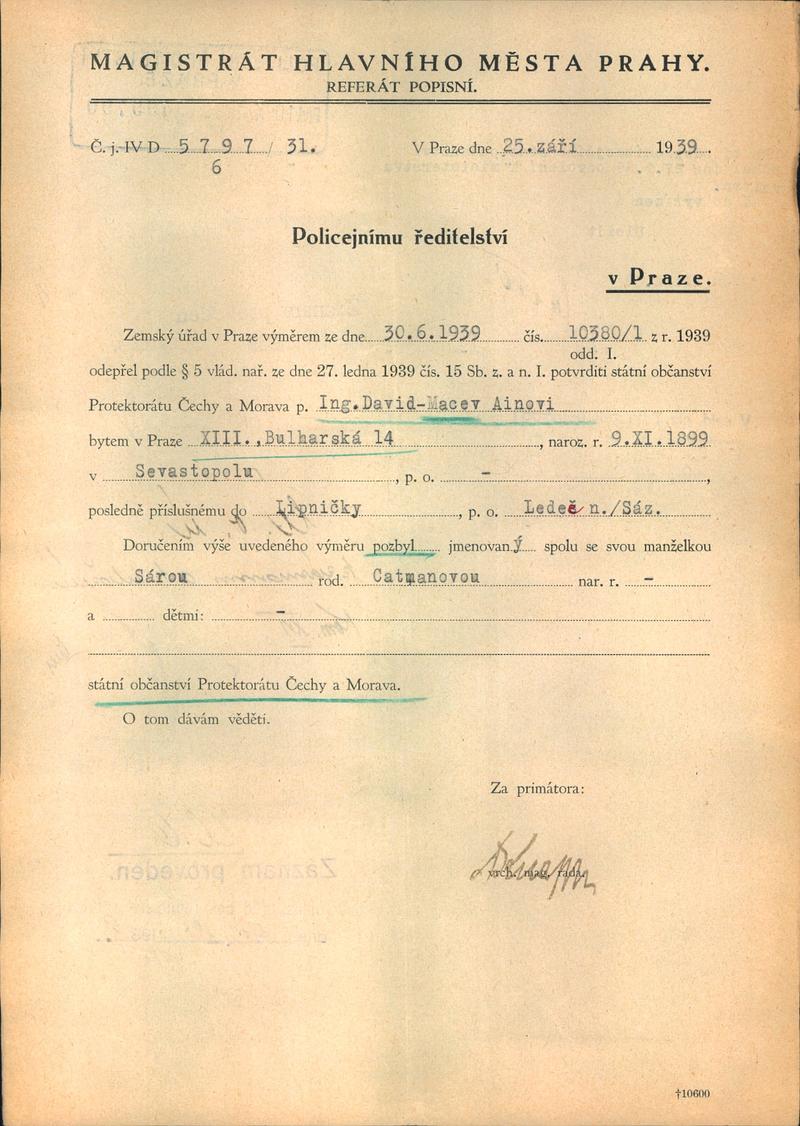 MAGISTRÁT HLAVNÍHO MĚSTA PRAHY.
REFERÁT POPISNÍ.
Č. j. IV D 5797 / 31.
6
V Praze dne 25. září 1939.
Policejnímu ředitelství
v Praze.
Zemský úřad v Praze výměrem ze dne 30.6.1939 čís. 10380/1 z r. 1939
odd. I.
odepřel podle § 5 vlád. nař. ze dne 27. ledna 1939 čís. 15 Sb. z. a n. I. potvrditi státní občanství
Protektorátu Čechy a Morava p. Ing.David-Macev Ainovi
bytem v Praze XIII.,Bulharská 14, naroz. r. 9.XI.1899
v Sevastopolu, p. o. -,
posledně příslušnému do Lipničky, p. o. Ledeč n./Sáz.
Doručením výše uvedeného výměru pozbyl jmenovaný spolu se svou manželkou
Sárou rod. Catmanovou nar. r. -
a dětmi: -
státní občanství Protektorátu Čechy a Morava.
O tom dávám věděti.
Za primátora:
vrch. mag. rada.
Záznam proveden.
†10600